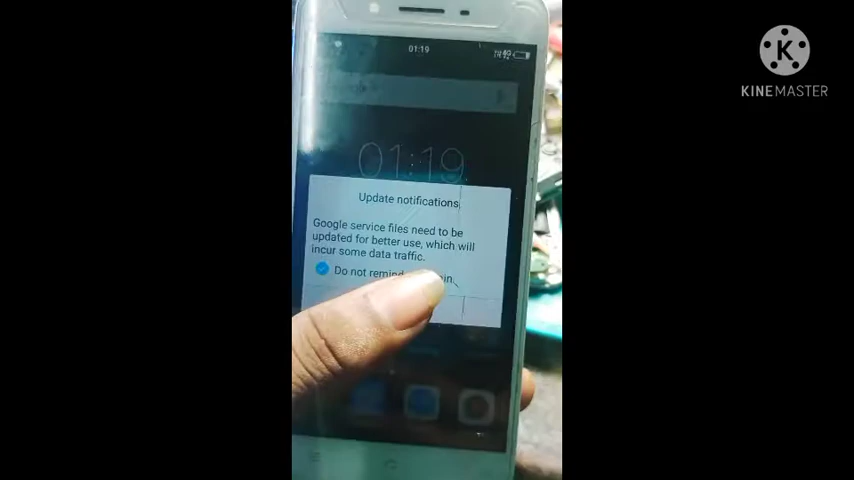 01:19
01:19
Update notifications
Google service files need to be
updated for better use, which will
incur some data traffic.
Do not remind
KINEMASTER